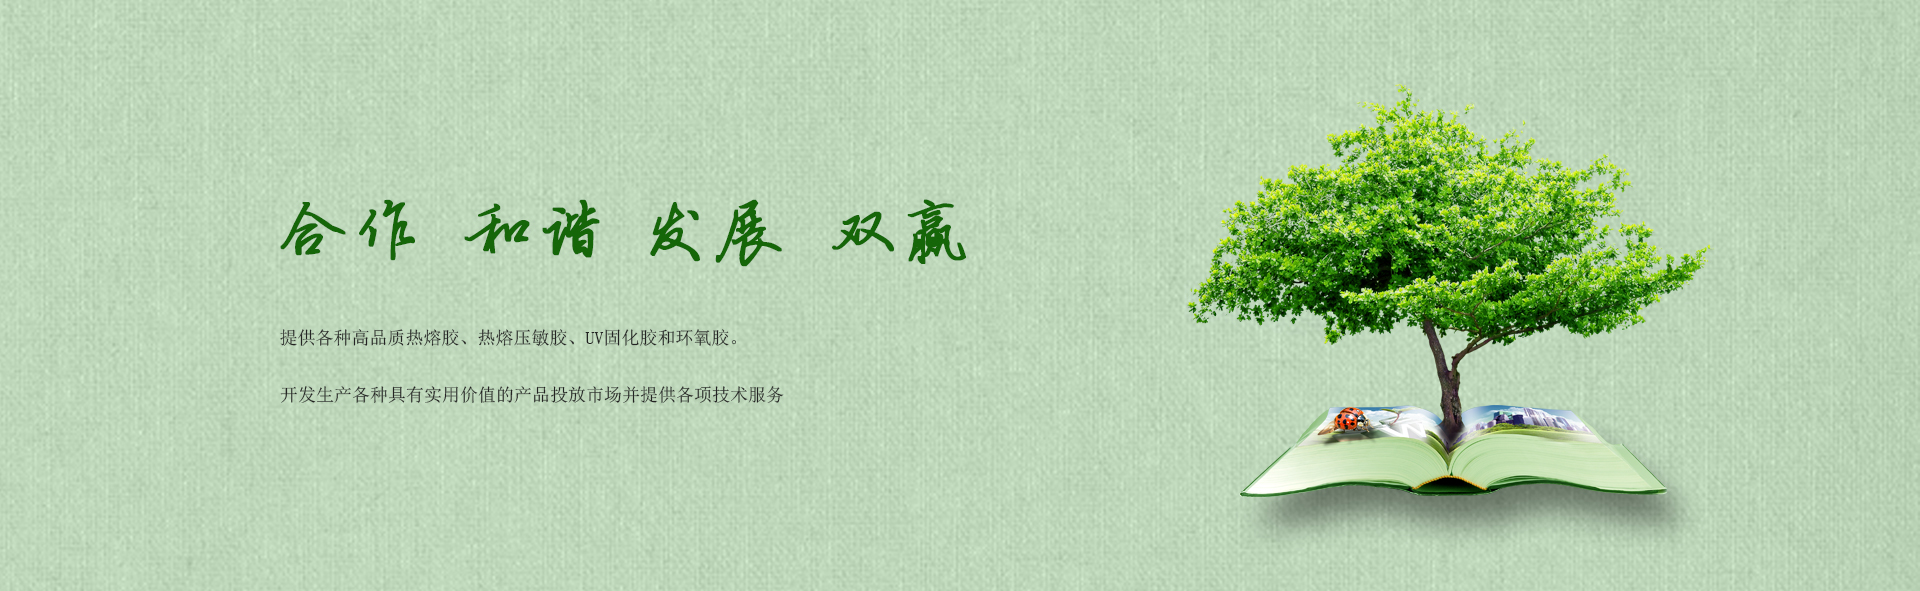 合作 和谐 发展 双赢
提供各种高品质热熔胶、热熔压敏胶、UV固化胶和环氧胶。
开发生产各种具有实用价值的产品投放市场并提供各项技术服务